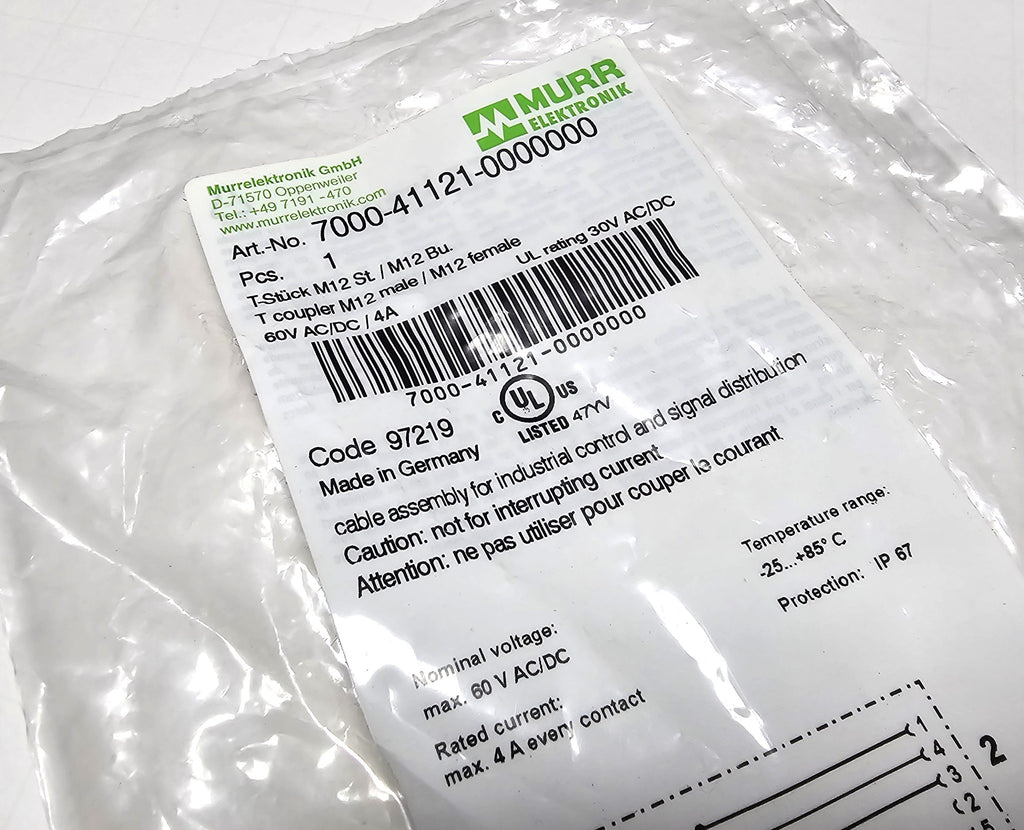 MURR
ELEKTRONIK
Murrelektronik GmbH
D-71570 Oppenweiler
Tel.: +49 7191 -470
www.murrelektronik.com
Art.-No. 7000-41121-0000000
Pcs. 1
T-Stück M12 St. / M12 Bu.
T coupler M12 male / M12 female
60V AC/DC / 4A UL rating 30V AC/DC
7000-41121-0000000
C UL US
LISTED 47YV
Code 97219
Made in Germany
cable assembly for industrial control and signal distribution
Caution: not for interrupting current
Attention: ne pas utiliser pour couper le courant
Temperature range:
-25...+85° C
Protection: IP 67
Nominal voltage:
max. 60 V AC/DC
Rated current:
max. 4 A every contact
1
4
3
2
5
2